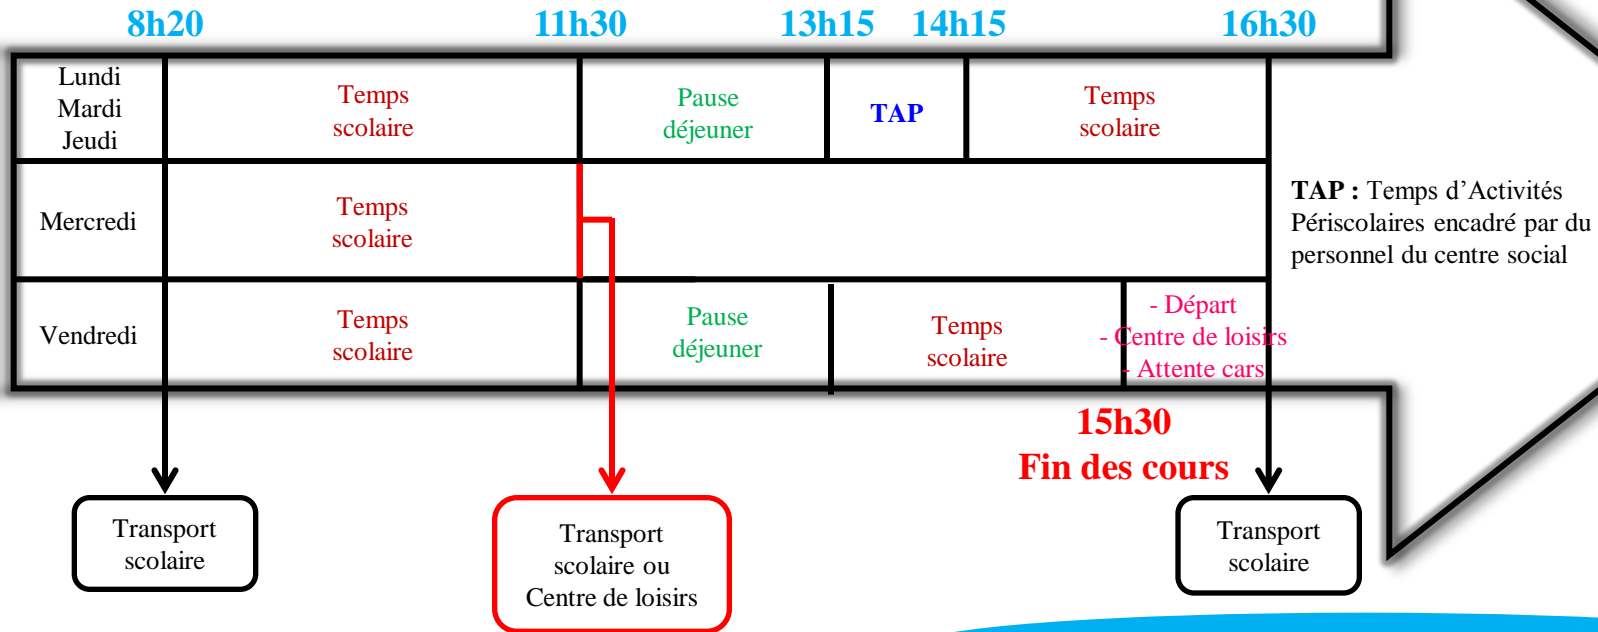 8h20
11h30
13h15
14h15
16h30
Lundi
Mardi
Jeudi
Temps
scolaire
Pause
déjeuner
TAP
Temps
scolaire
Mercredi
Temps
scolaire
TAP : Temps d’Activités
Périscolaires encadré par du
personnel du centre social
Vendredi
Temps
scolaire
Pause
déjeuner
Temps
scolaire
- Départ
- Centre de loisirs
- Attente cars
15h30
Fin des cours
Transport
scolaire
Transport
scolaire ou
Centre de loisirs
Transport
scolaire